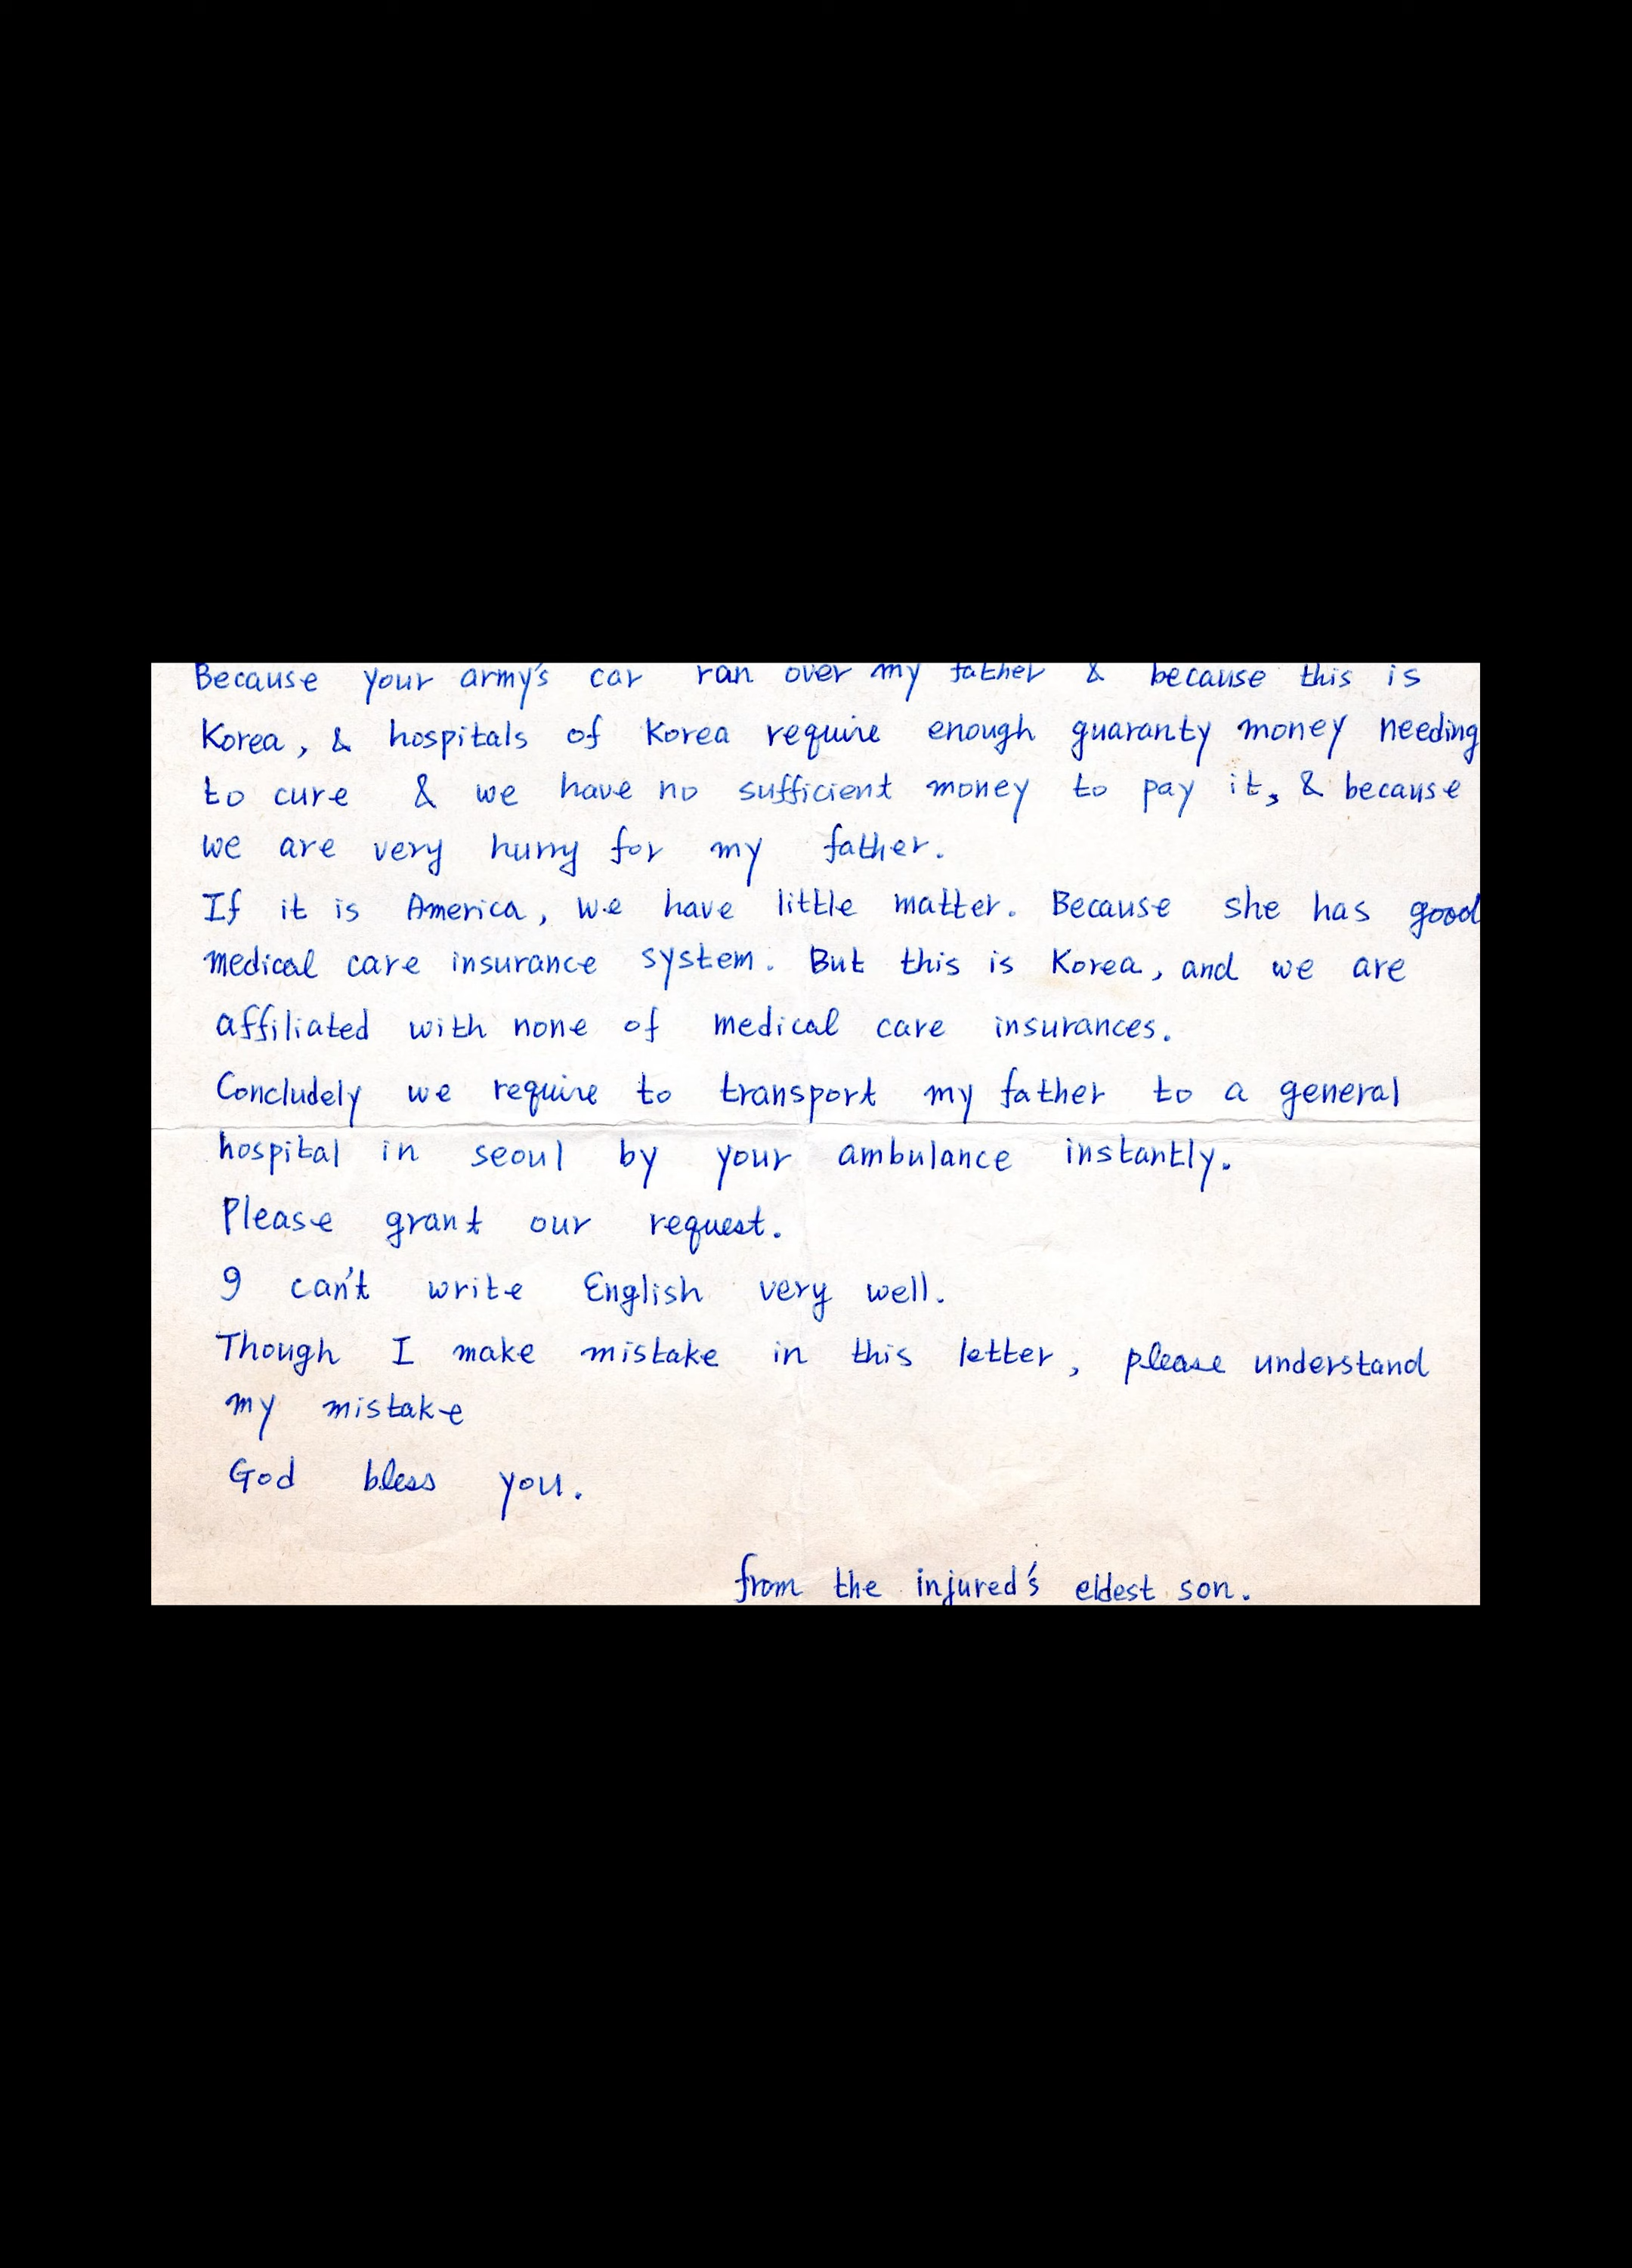 Because your army's car ran over my father & because this is
Korea, & hospitals of Korea require enough guaranty money needing
to cure & we have no sufficient money to pay it, & because
we are very hurry for my father.
If it is America, we have little matter. Because she has good
medical care insurance system. But this is Korea, and we are
affiliated with none of medical care insurances.
Concludely we require to transport my father to a general
hospital in seoul by your ambulance instantly.
Please grant our request.
I can't write English very well.
Though I make mistake in this letter, please understand
my mistake
God bless you.
from the injured's eldest son.